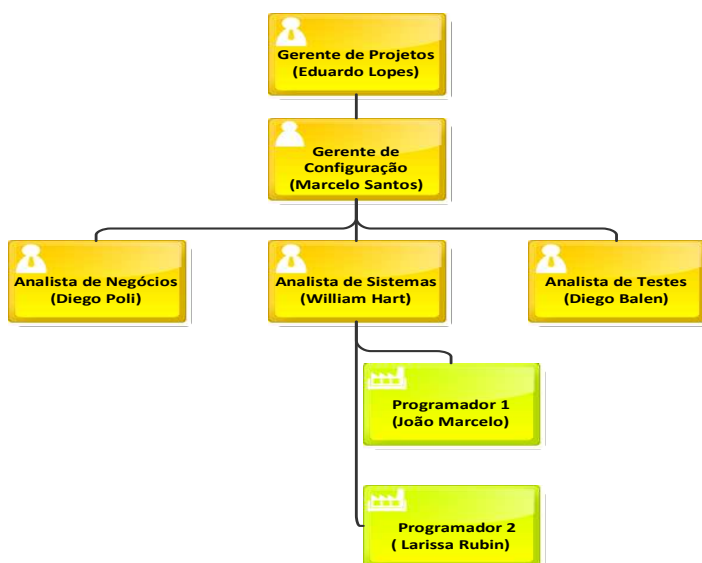 Gerente de Projetos
(Eduardo Lopes)
Gerente de
Configuração
(Marcelo Santos)
Analista de Negócios
(Diego Poli)
Analista de Sistemas
(William Hart)
Analista de Testes
(Diego Balen)
Programador 1
(João Marcelo)
Programador 2
( Larissa Rubin)